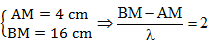 {AM = 4 cm
BM = 16 cm ⇒ (BM−AM)/λ = 2